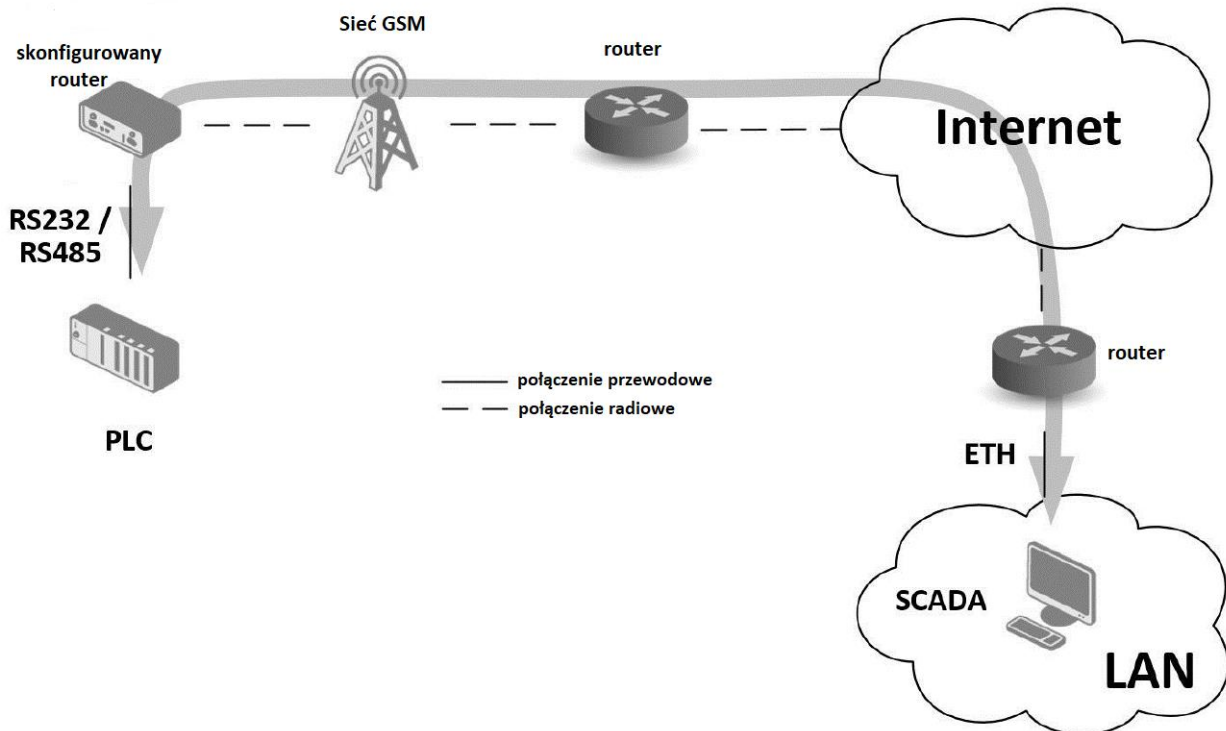 Sieć GSM
skonfigurowany
router
router
Internet
RS232 /
RS485
router
połączenie przewodowe
połączenie radiowe
PLC
ETH
SCADA
LAN